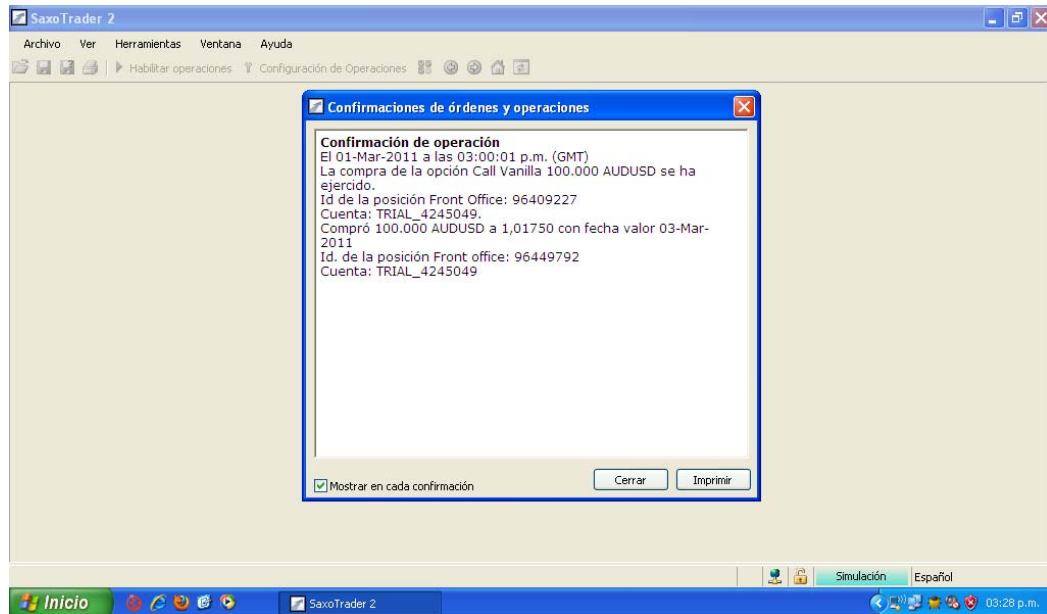 SaxoTrader 2
Archivo Ver Herramientas Ventana Ayuda
Habilitar operaciones Configuración de Operaciones
Confirmaciones de órdenes y operaciones
Confirmación de operación
El 01-Mar-2011 a las 03:00:01 p.m. (GMT)
La compra de la opción Call Vanilla 100.000 AUDUSD se ha
ejercido.
Id de la posición Front Office: 96409227
Cuenta: TRIAL_4245049.
Compró 100.000 AUDUSD a 1,01750 con fecha valor 03-Mar-
2011
Id. de la posición Front office: 96449792
Cuenta: TRIAL_4245049
Mostrar en cada confirmación
Cerrar
Imprimir
Simulación Español
Inicio
SaxoTrader 2
03:28 p.m.